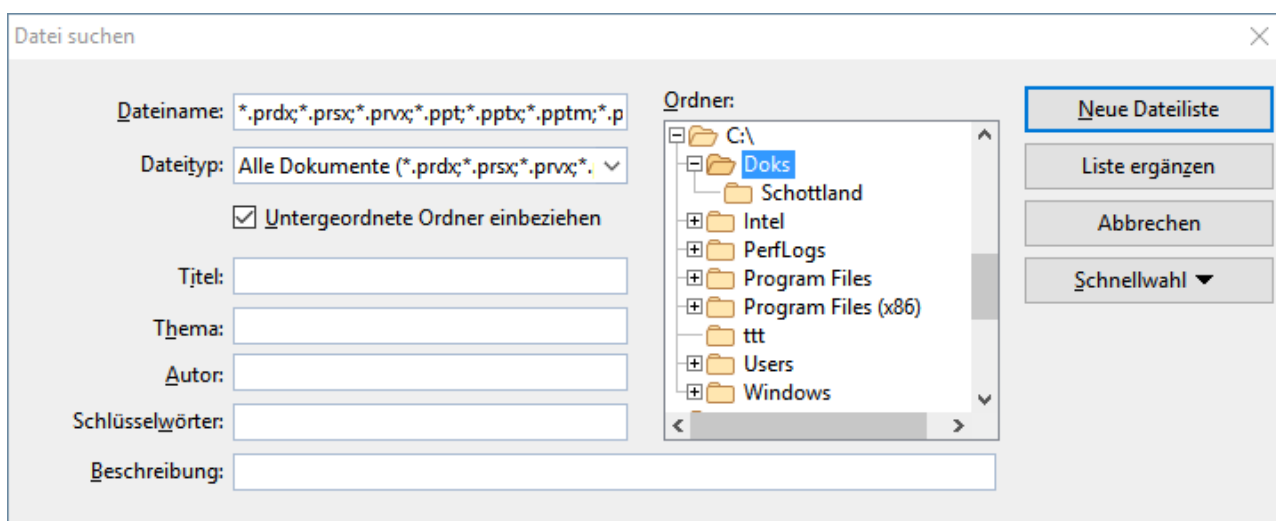 Datei suchen
Dateiname: *.prdx;*.prsx;*.prvx;*.ppt;*.pptx;*.pptm;*.p
Dateityp: Alle Dokumente (*.prdx;*.prsx;*.prvx;*.
Untergeordnete Ordner einbeziehen
Titel:
Thema:
Autor:
Schlüsselwörter:
Beschreibung:
Ordner:
C:\
Doks
Schottland
Intel
PerfLogs
Program Files
Program Files (x86)
ttt
Users
Windows
Neue Dateiliste
Liste ergänzen
Abbrechen
Schnellwahl